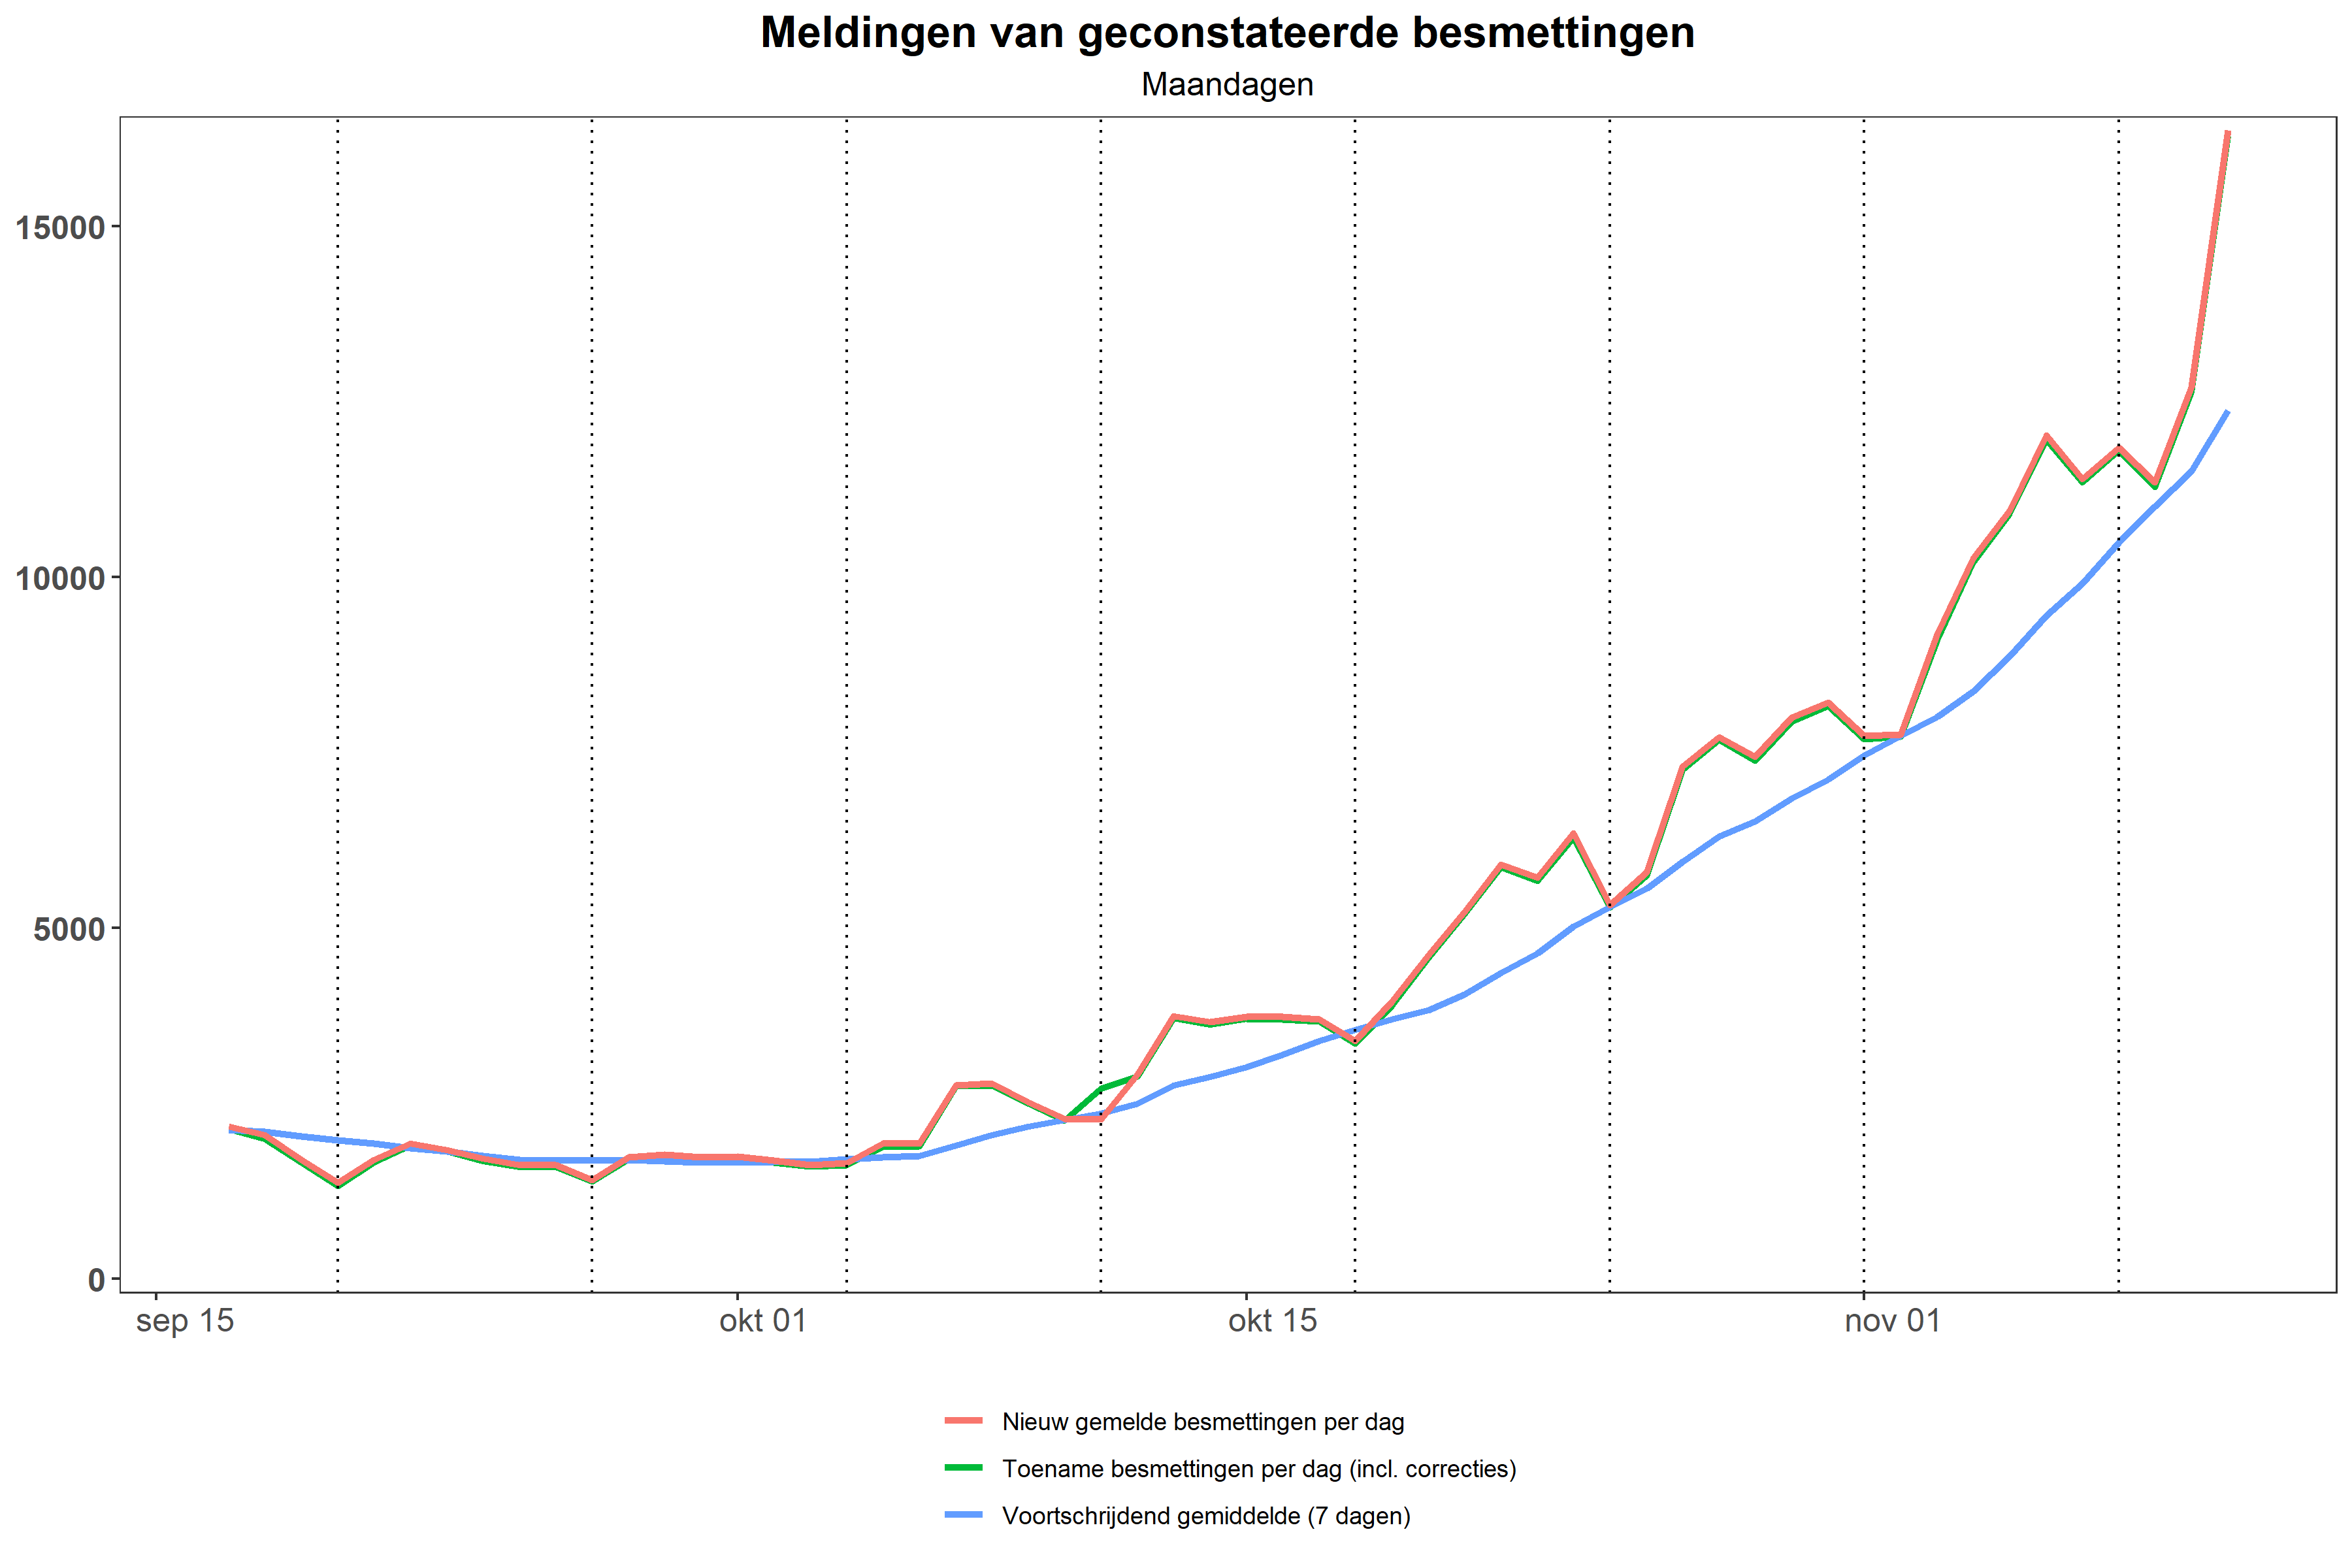 Meldingen van geconstateerde besmettingen
Maandagen
15000
10000
5000
0
sep 15
okt 01
okt 15
nov 01
Nieuw gemelde besmettingen per dag
Toename besmettingen per dag (incl. correcties)
Voortschrijdend gemiddelde (7 dagen)